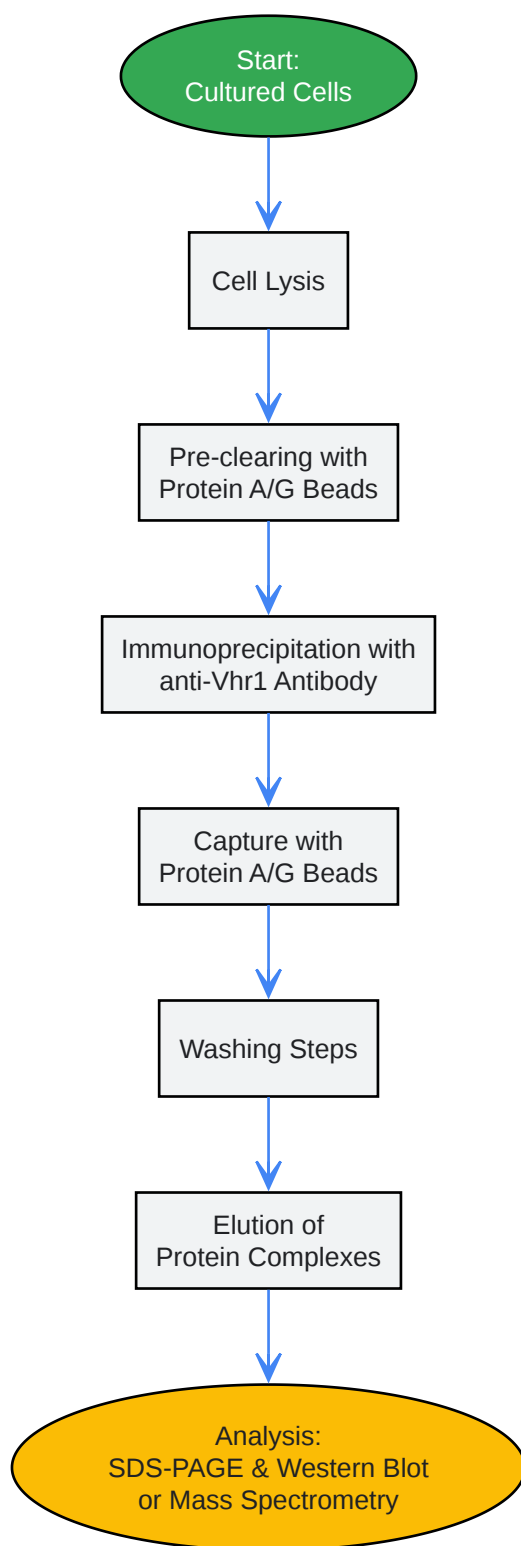 Start:
Cultured Cells
Cell Lysis
Pre-clearing with
Protein A/G Beads
Immunoprecipitation with
anti-Vhr1 Antibody
Capture with
Protein A/G Beads
Washing Steps
Elution of
Protein Complexes
Analysis:
SDS-PAGE & Western Blot
or Mass Spectrometry